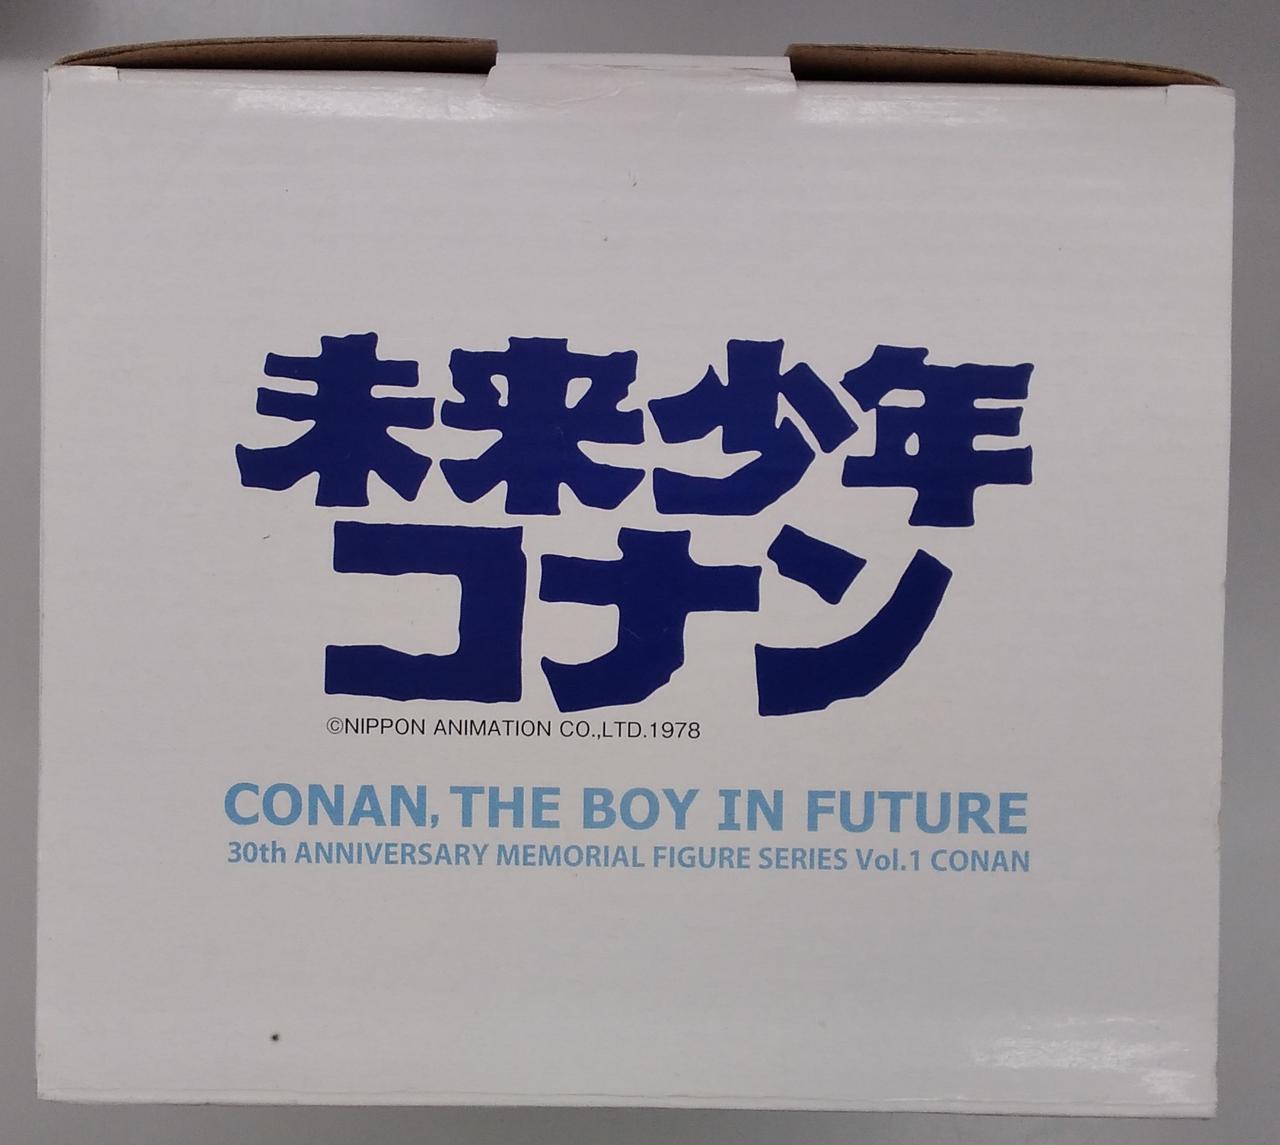 未来少年
コナン
©NIPPON ANIMATION CO.,LTD.1978
CONAN, THE BOY IN FUTURE
30th ANNIVERSARY MEMORIAL FIGURE SERIES Vol.1 CONAN